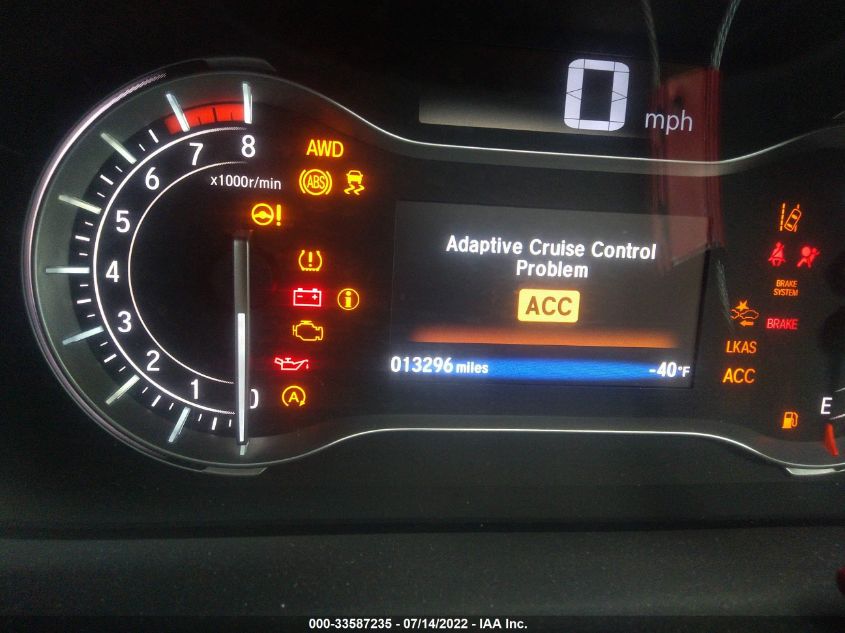 0 mph
8
7
6
5
4
3
2
1
0
x1000r/min
AWD
ABS
A
Adaptive Cruise Control
Problem
ACC
013296 miles
-40°F
BRAKE
SYSTEM
BRAKE
LKAS
ACC
E
000-33587235 - 07/14/2022 - IAA Inc.